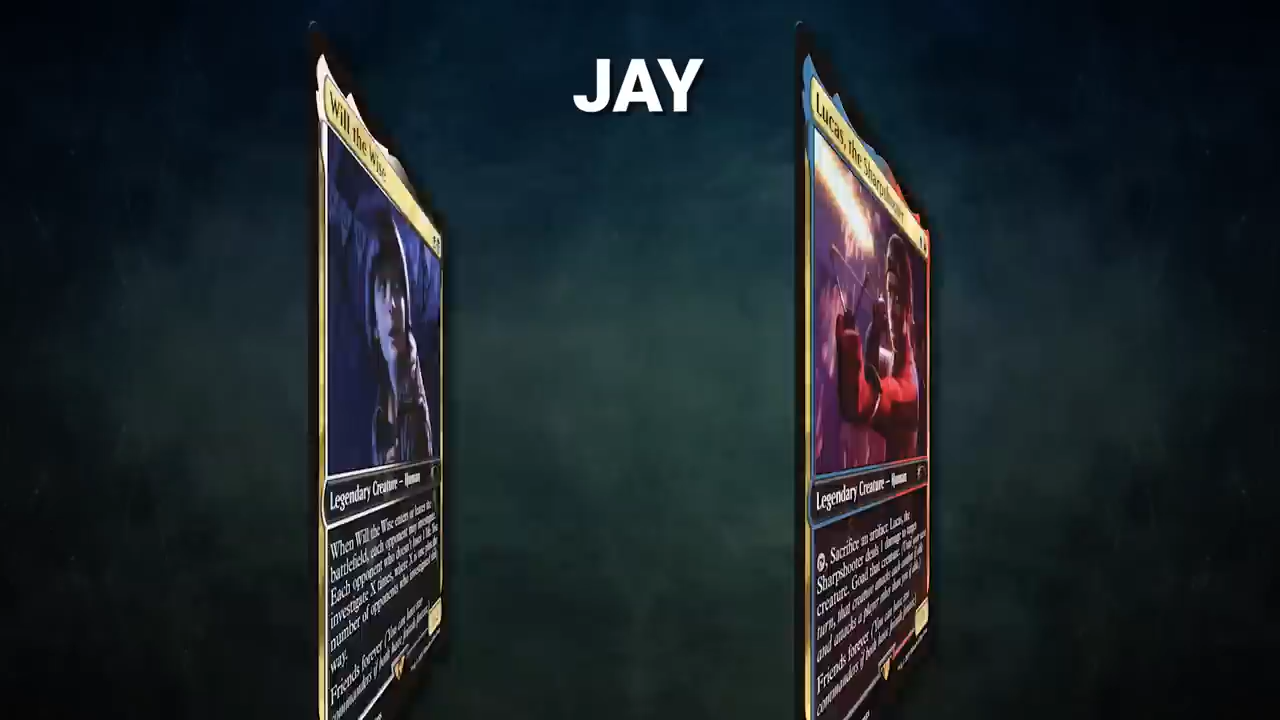 JAY
Will the Wise
Legendary Creature – Human
When Will the Wise enters or leaves the
battlefield, each opponent may investigate.
Each opponent who doesn't loses 1 life. You
investigate X times, where X is one plus the
number of opponents who investigated this
way.
Friends forever (You can have two
commanders if both have friends forever.)
Lucas, the Sharpshooter
Legendary Creature – Human
, Sacrifice an artifact: Lucas, the
Sharpshooter deals 1 damage to target
creature. Goad that creature. (Until your next
turn, that creature attacks each combat if able
and attacks a player other than you if able.)
Friends forever (You can have two
commanders if both have friends forever.)